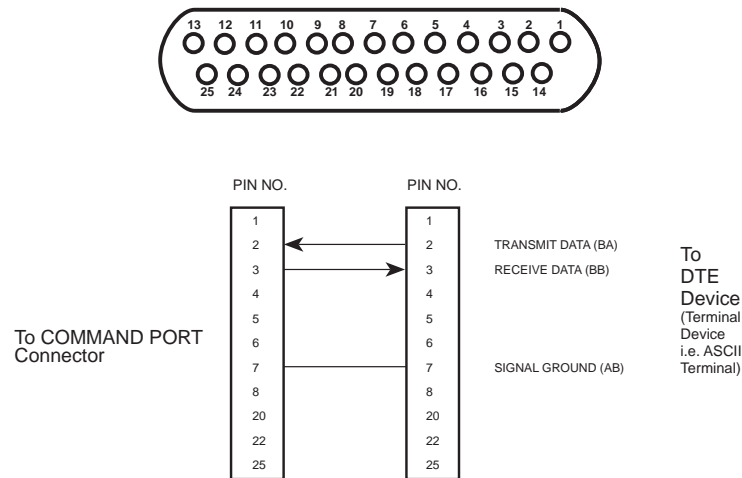 13 12 11 10 9 8 7 6 5 4 3 2 1
25 24 23 22 21 20 19 18 17 16 15 14
PIN NO. PIN NO.
1 1
2 2 TRANSMIT DATA (BA)
3 3 RECEIVE DATA (BB)
4 4
5 5
6 6
7 7 SIGNAL GROUND (AB)
8 8
20 20
22 22
25 25
To COMMAND PORT
Connector
To
DTE
Device
(Terminal
Device
i.e. ASCII
Terminal)